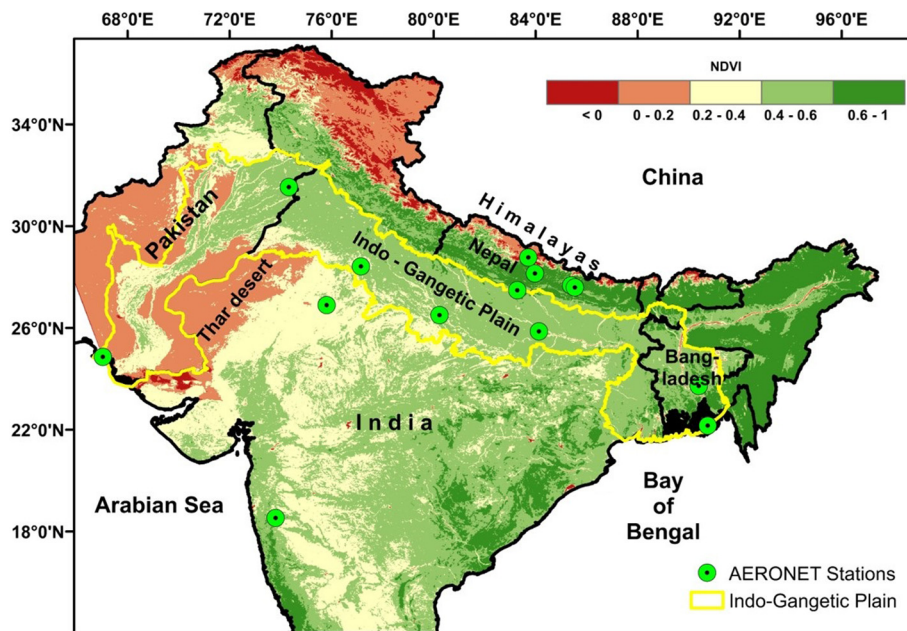 68°0'E 72°0'E 76°0'E 80°0'E 84°0'E 88°0'E 92°0'E 96°0'E
NDVI
< 0 0 - 0.2 0.2 - 0.4 0.4 - 0.6 0.6 - 1
34°0'N
30°0'N
26°0'N
22°0'N
18°0'N
China
Himalayas
Pakistan
Nepal
Indo - Gangetic Plain
Thar desert
Bang-
ladesh
India
Arabian Sea
Bay
of
Bengal
AERONET Stations
Indo-Gangetic Plain